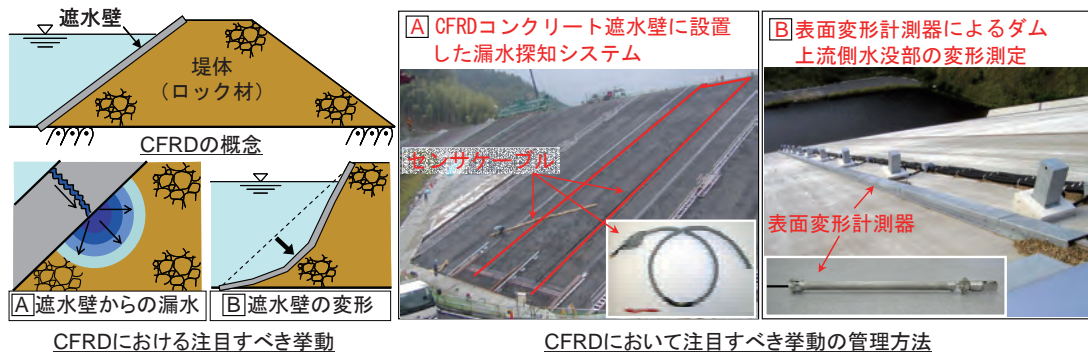 遮水壁
堤体
(ロック材)
CFRDの概念
A 遮水壁からの漏水
B 遮水壁の変形
CFRDにおける注目すべき挙動
A CFRDコンクリート遮水壁に設置
した漏水探知システム
センサケーブル
B 表面変形計測器によるダム
上流側水没部の変形測定
表面変形計測器
CFRDにおいて注目すべき挙動の管理方法